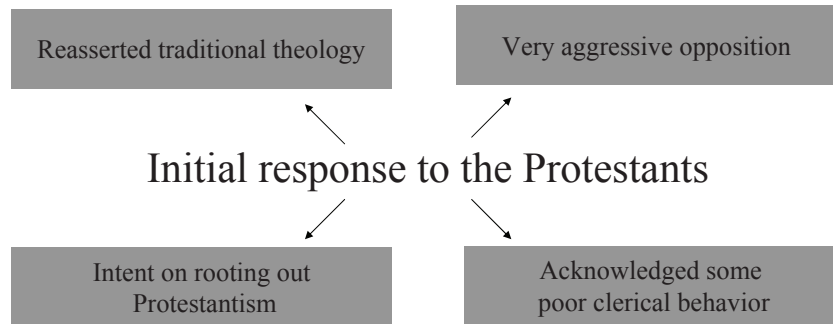 Reasserted traditional theology
Very aggressive opposition
Initial response to the Protestants
Intent on rooting out
Protestantism
Acknowledged some
poor clerical behavior